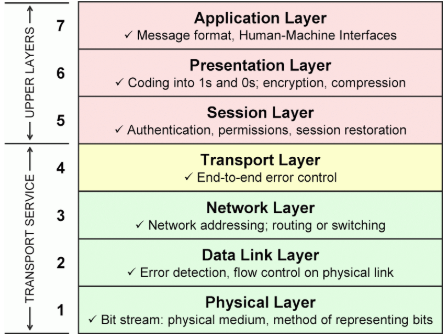 UPPER LAYERS
7
Application Layer
✓ Message format, Human-Machine Interfaces
6
Presentation Layer
✓ Coding into 1s and 0s; encryption, compression
5
Session Layer
✓ Authentication, permissions, session restoration
TRANSPORT SERVICE
4
Transport Layer
✓ End-to-end error control
3
Network Layer
✓ Network addressing; routing or switching
2
Data Link Layer
✓ Error detection, flow control on physical link
1
Physical Layer
✓ Bit stream: physical medium, method of representing bits